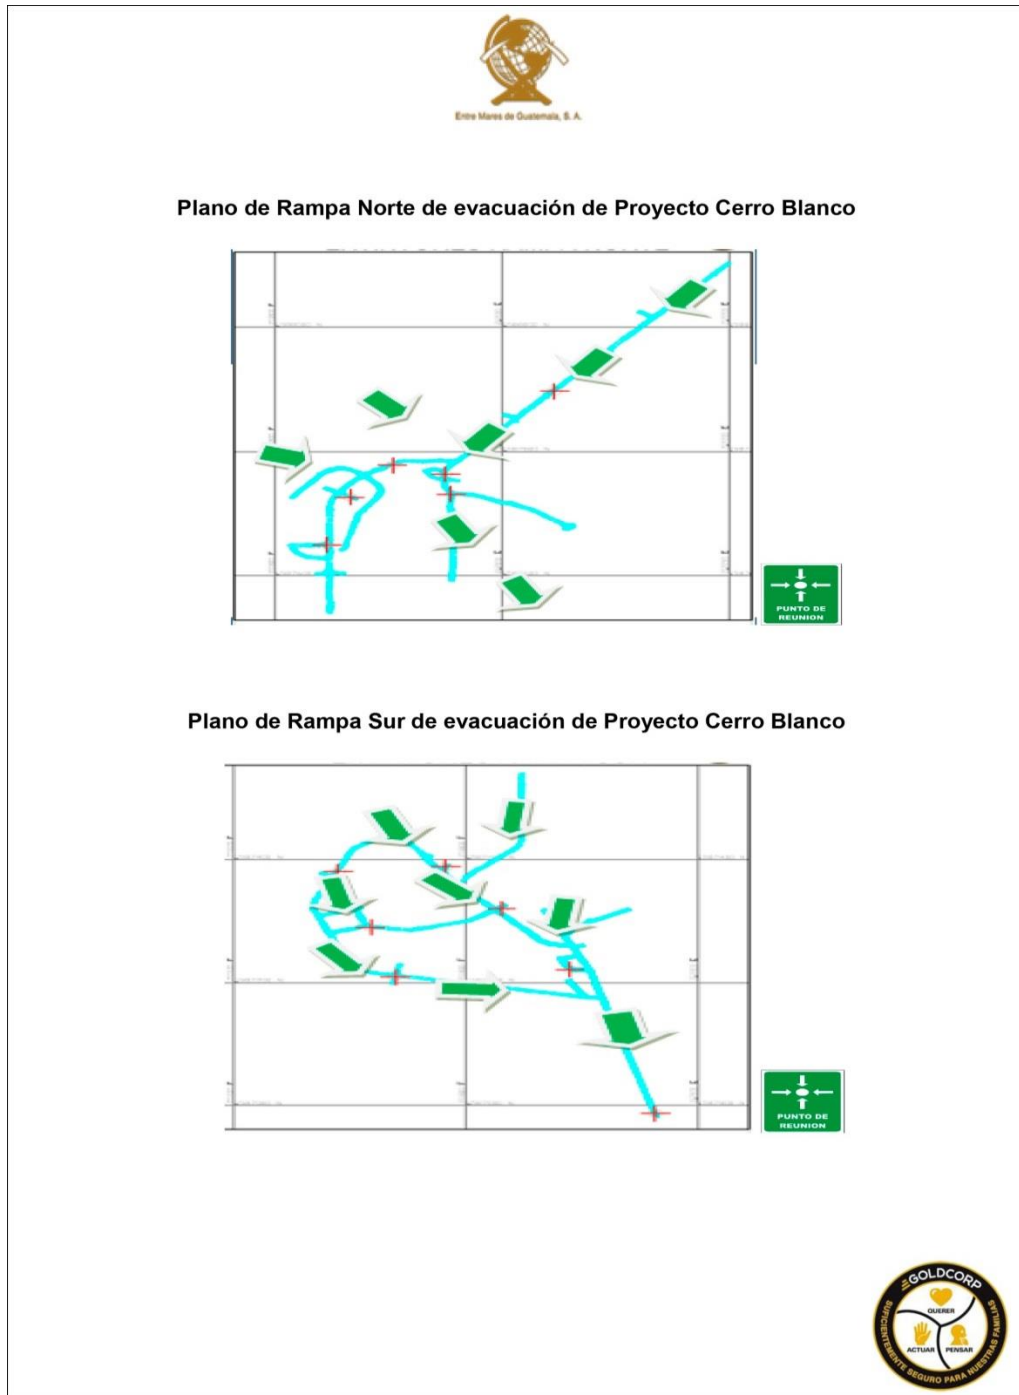 Entre Mares de Guatemala, S. A.
Plano de Rampa Norte de evacuación de Proyecto Cerro Blanco
PUNTO DE
REUNION
Plano de Rampa Sur de evacuación de Proyecto Cerro Blanco
PUNTO DE
REUNION
GOLDCORP
QUERER
ACTUAR PENSAR
SUFICIENTEMENTE SEGURO PARA NUESTRAS FAMILIAS